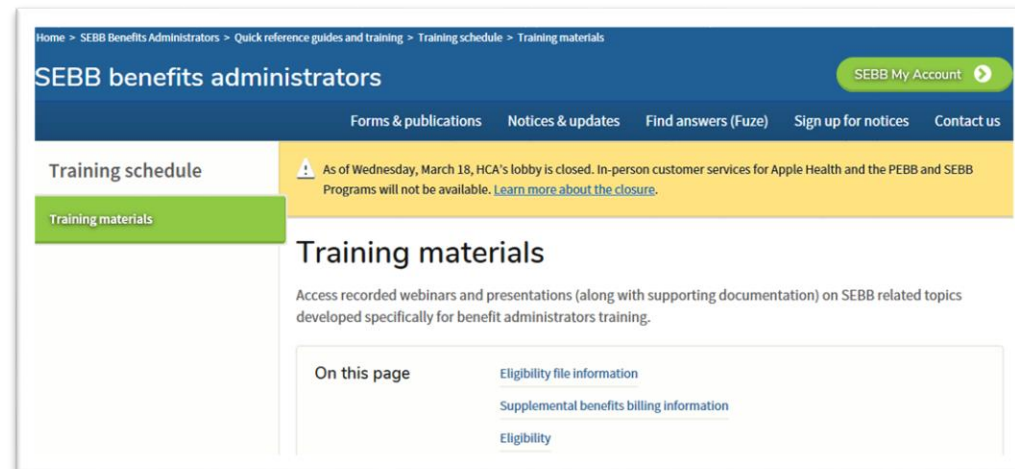 Home > SEBB Benefits Administrators > Quick reference guides and training > Training schedule > Training materials
SEBB benefits administrators
SEBB My Account
Forms & publications Notices & updates Find answers (Fuze) Sign up for notices Contact us
Training schedule
Training materials
As of Wednesday, March 18, HCA's lobby is closed. In-person customer services for Apple Health and the PEBB and SEBB
Programs will not be available. Learn more about the closure.
Training materials
Access recorded webinars and presentations (along with supporting documentation) on SEBB related topics
developed specifically for benefit administrators training.
On this page
Eligibility file information
Supplemental benefits billing information
Eligibility